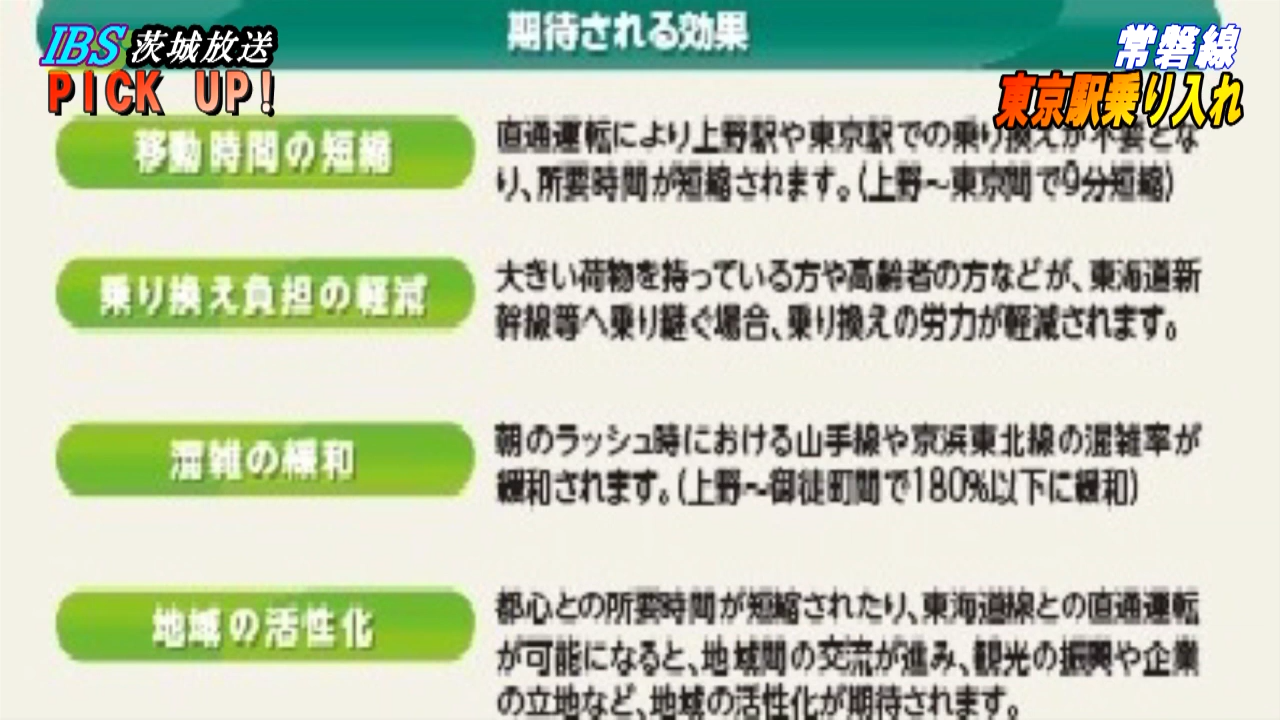 期待される効果
IBS茨城放送
PICK UP!
常磐線
東京駅乗り入れ
移動時間の短縮
直通運転により上野駅や東京駅での乗り換えが不要とな
り、所要時間が短縮されます。(上野～東京間で9分短縮)
乗り換え負担の軽減
大きい荷物を持っている方や高齢者の方などが、東海道新
幹線等へ乗り継ぐ場合、乗り換えの労力が軽減されます。
混雑の緩和
朝のラッシュ時における山手線や京浜東北線の混雑率が
緩和されます。(上野～御徒町間で180%以下に緩和)
地域の活性化
都心との所要時間が短縮されたり、東海道線との直通運転
が可能になると、地域間の交流が進み、観光の振興や企業
の立地など、地域の活性化が期待されます。